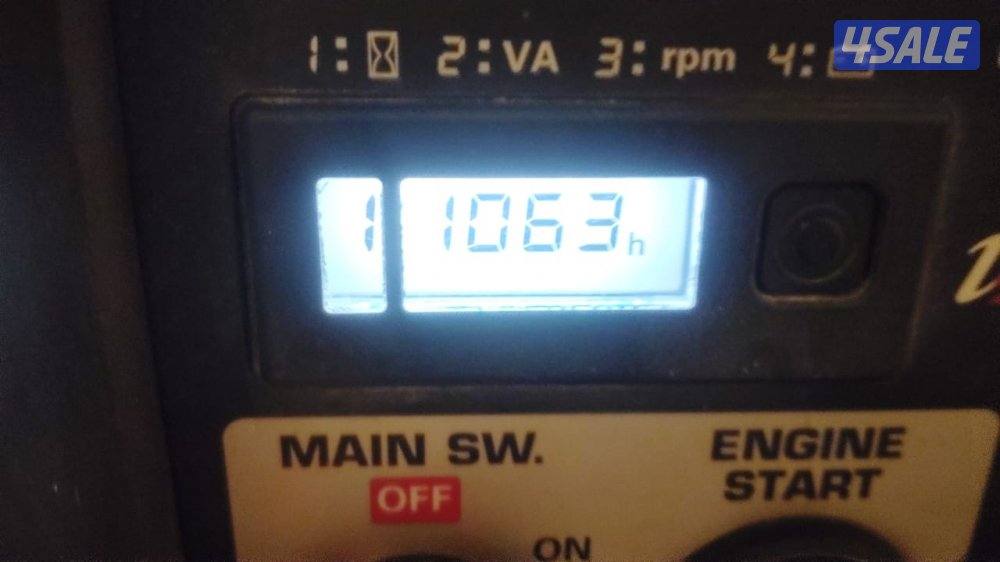 4SALE
1: 2:VA 3:rpm 4:
1 1063h
MAIN SW.
ENGINE
START
OFF
ON